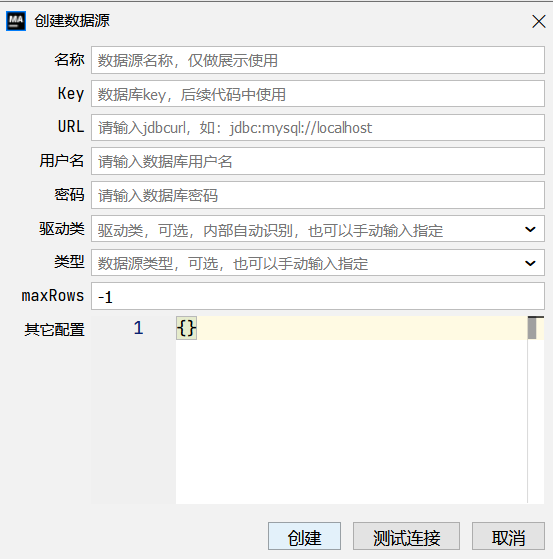 MA 创建数据源
名称 数据源名称，仅做展示使用
Key 数据库key，后续代码中使用
URL 请输入jdbcurl，如：jdbc:mysql://localhost
用户名 请输入数据库用户名
密码 请输入数据库密码
驱动类 驱动类，可选，内部自动识别，也可以手动输入指定
类型 数据源类型，可选，也可以手动输入指定
maxRows -1
其它配置 1 {}
创建 测试连接 取消